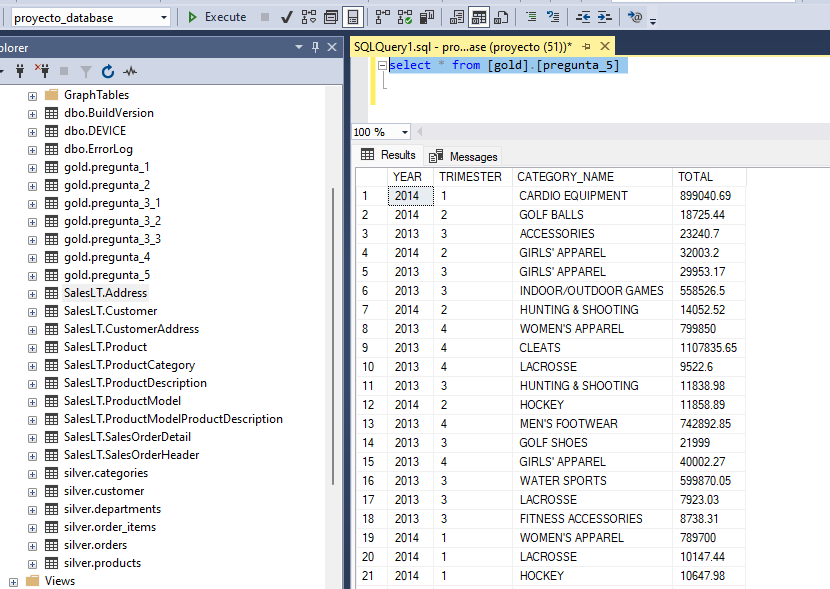 proyecto_database Execute
plorer
SQLQuery1.sql - pro...ase (proyecto (51))*
select * from [gold].[pregunta_5]
100 %
Results Messages
GraphTables
dbo.BuildVersion
dbo.DEVICE
dbo.ErrorLog
gold.pregunta_1
gold.pregunta_2
gold.pregunta_3_1
gold.pregunta_3_2
gold.pregunta_3_3
gold.pregunta_4
gold.pregunta_5
SalesLT.Address
SalesLT.Customer
SalesLT.CustomerAddress
SalesLT.Product
SalesLT.ProductCategory
SalesLT.ProductDescription
SalesLT.ProductModel
SalesLT.ProductModelProductDescription
SalesLT.SalesOrderDetail
SalesLT.SalesOrderHeader
silver.categories
silver.customer
silver.departments
silver.order_items
silver.orders
silver.products
Views
YEAR TRIMESTER CATEGORY_NAME TOTAL
1 2014 1 CARDIO EQUIPMENT 899040.69
2 2014 2 GOLF BALLS 18725.44
3 2013 3 ACCESSORIES 23240.7
4 2014 2 GIRLS' APPAREL 32003.2
5 2013 3 GIRLS' APPAREL 29953.17
6 2013 3 INDOOR/OUTDOOR GAMES 558526.5
7 2014 2 HUNTING & SHOOTING 14052.52
8 2013 4 WOMEN'S APPAREL 799850
9 2013 4 CLEATS 1107835.65
10 2013 4 LACROSSE 9522.6
11 2013 3 HUNTING & SHOOTING 11838.98
12 2014 2 HOCKEY 11858.89
13 2013 4 MEN'S FOOTWEAR 742892.85
14 2013 3 GOLF SHOES 21999
15 2013 4 GIRLS' APPAREL 40002.27
16 2013 3 WATER SPORTS 599870.05
17 2013 3 LACROSSE 7923.03
18 2013 3 FITNESS ACCESSORIES 8738.31
19 2014 1 WOMEN'S APPAREL 789700
20 2014 1 LACROSSE 10147.44
21 2014 1 HOCKEY 10647.98